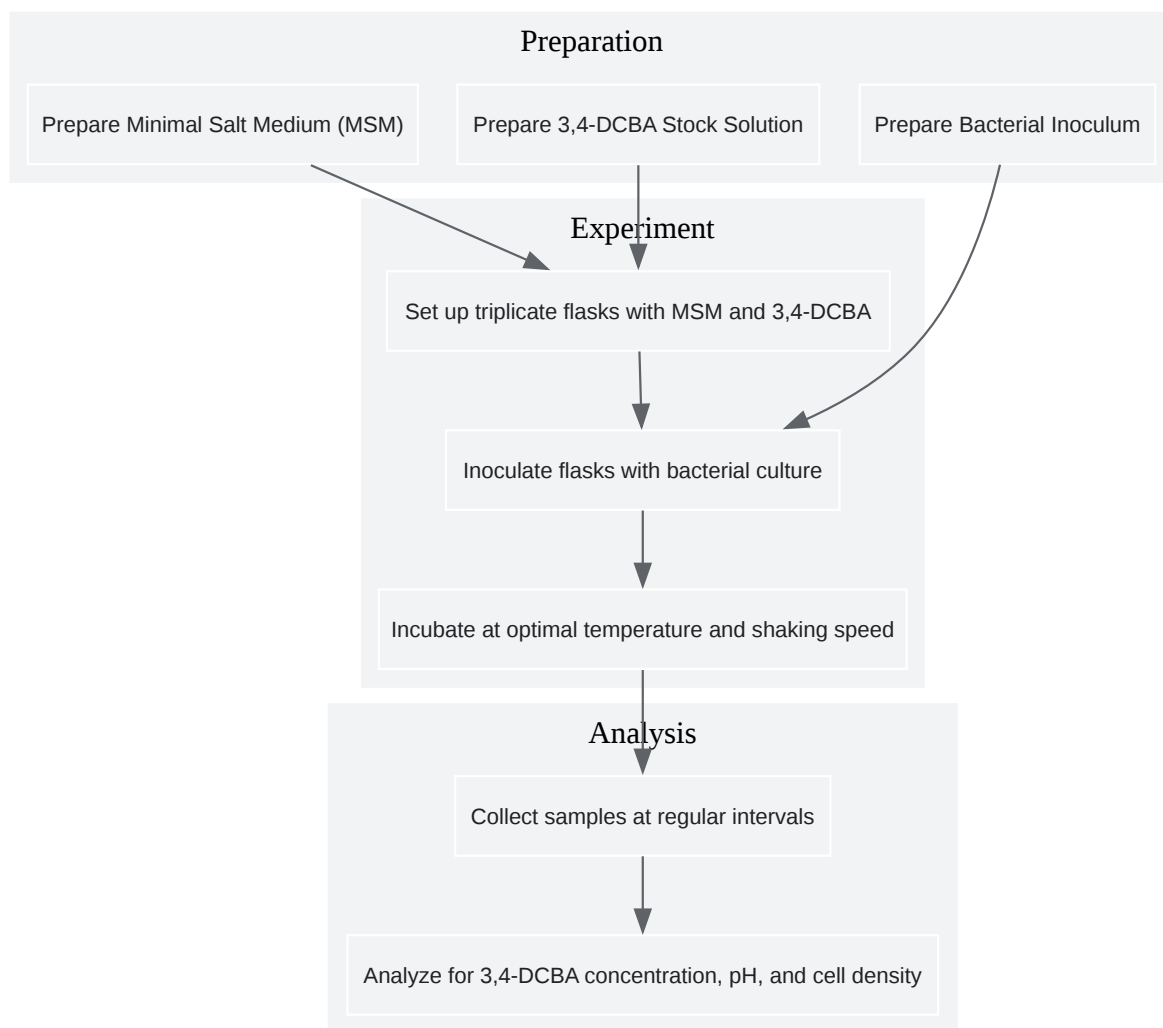 Preparation
Prepare Minimal Salt Medium (MSM)
Prepare 3,4-DCBA Stock Solution
Prepare Bacterial Inoculum
Experiment
Set up triplicate flasks with MSM and 3,4-DCBA
Inoculate flasks with bacterial culture
Incubate at optimal temperature and shaking speed
Analysis
Collect samples at regular intervals
Analyze for 3,4-DCBA concentration, pH, and cell density